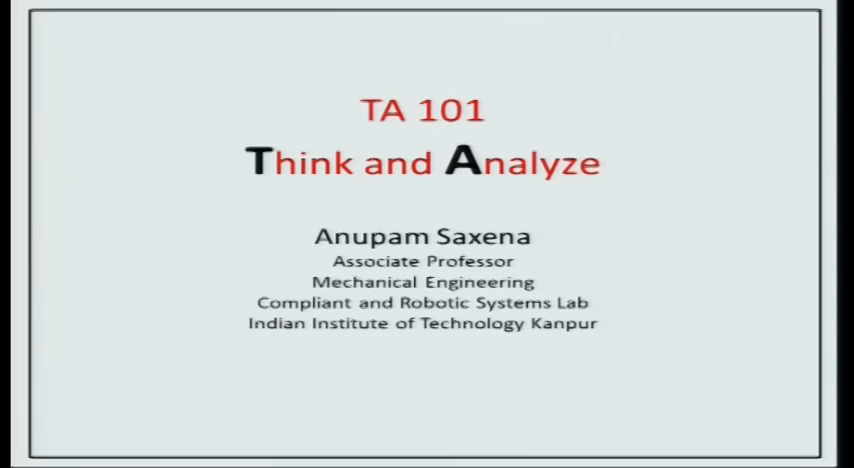 TA 101
Think and Analyze
Anupam Saxena
Associate Professor
Mechanical Engineering
Compliant and Robotic Systems Lab
Indian Institute of Technology Kanpur